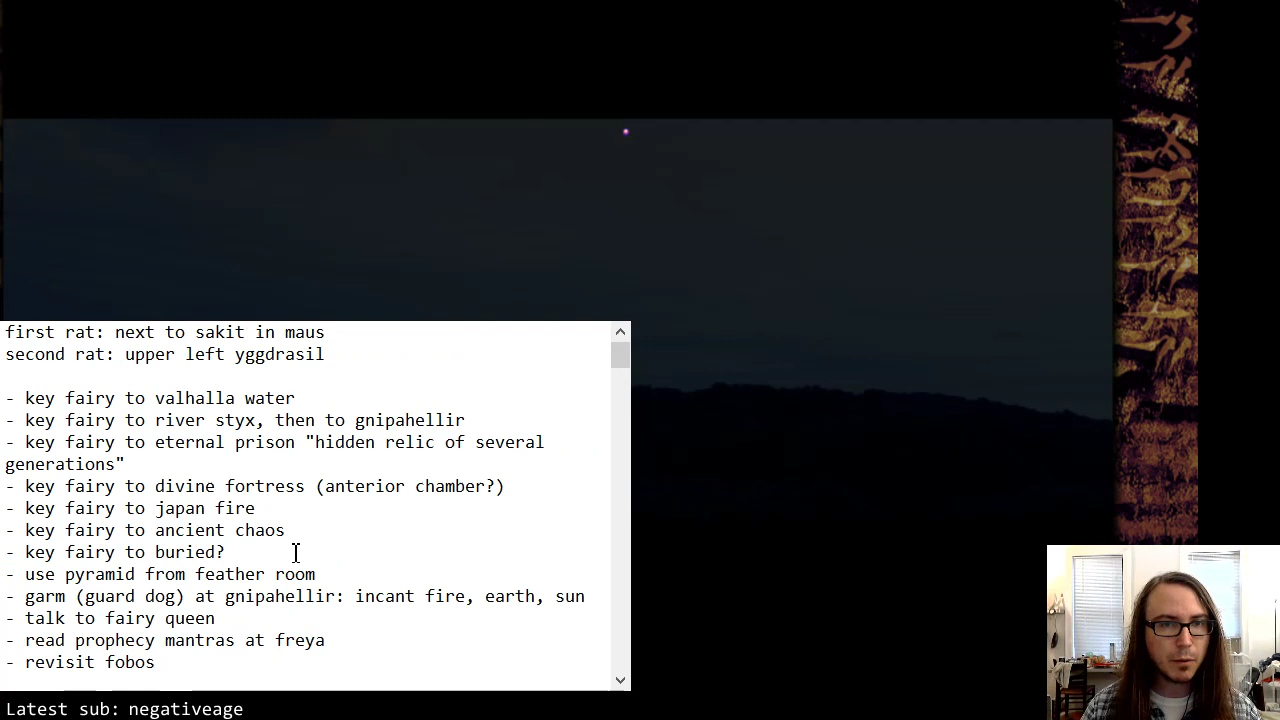 first rat: next to sakit in maus
second rat: upper left yggdrasil
- key fairy to valhalla water
- key fairy to river styx, then to gnipahellir
- key fairy to eternal prison "hidden relic of several
generations"
- key fairy to divine fortress (anterior chamber?)
- key fairy to japan fire
- key fairy to ancient chaos
- key fairy to buried?
- use pyramid from feather room
- garm (guard dog) at gnipahellir: in fire, earth, sun
- talk to fairy queen
- read prophecy mantras at freya
- revisit fobos
Latest sub: negativeage